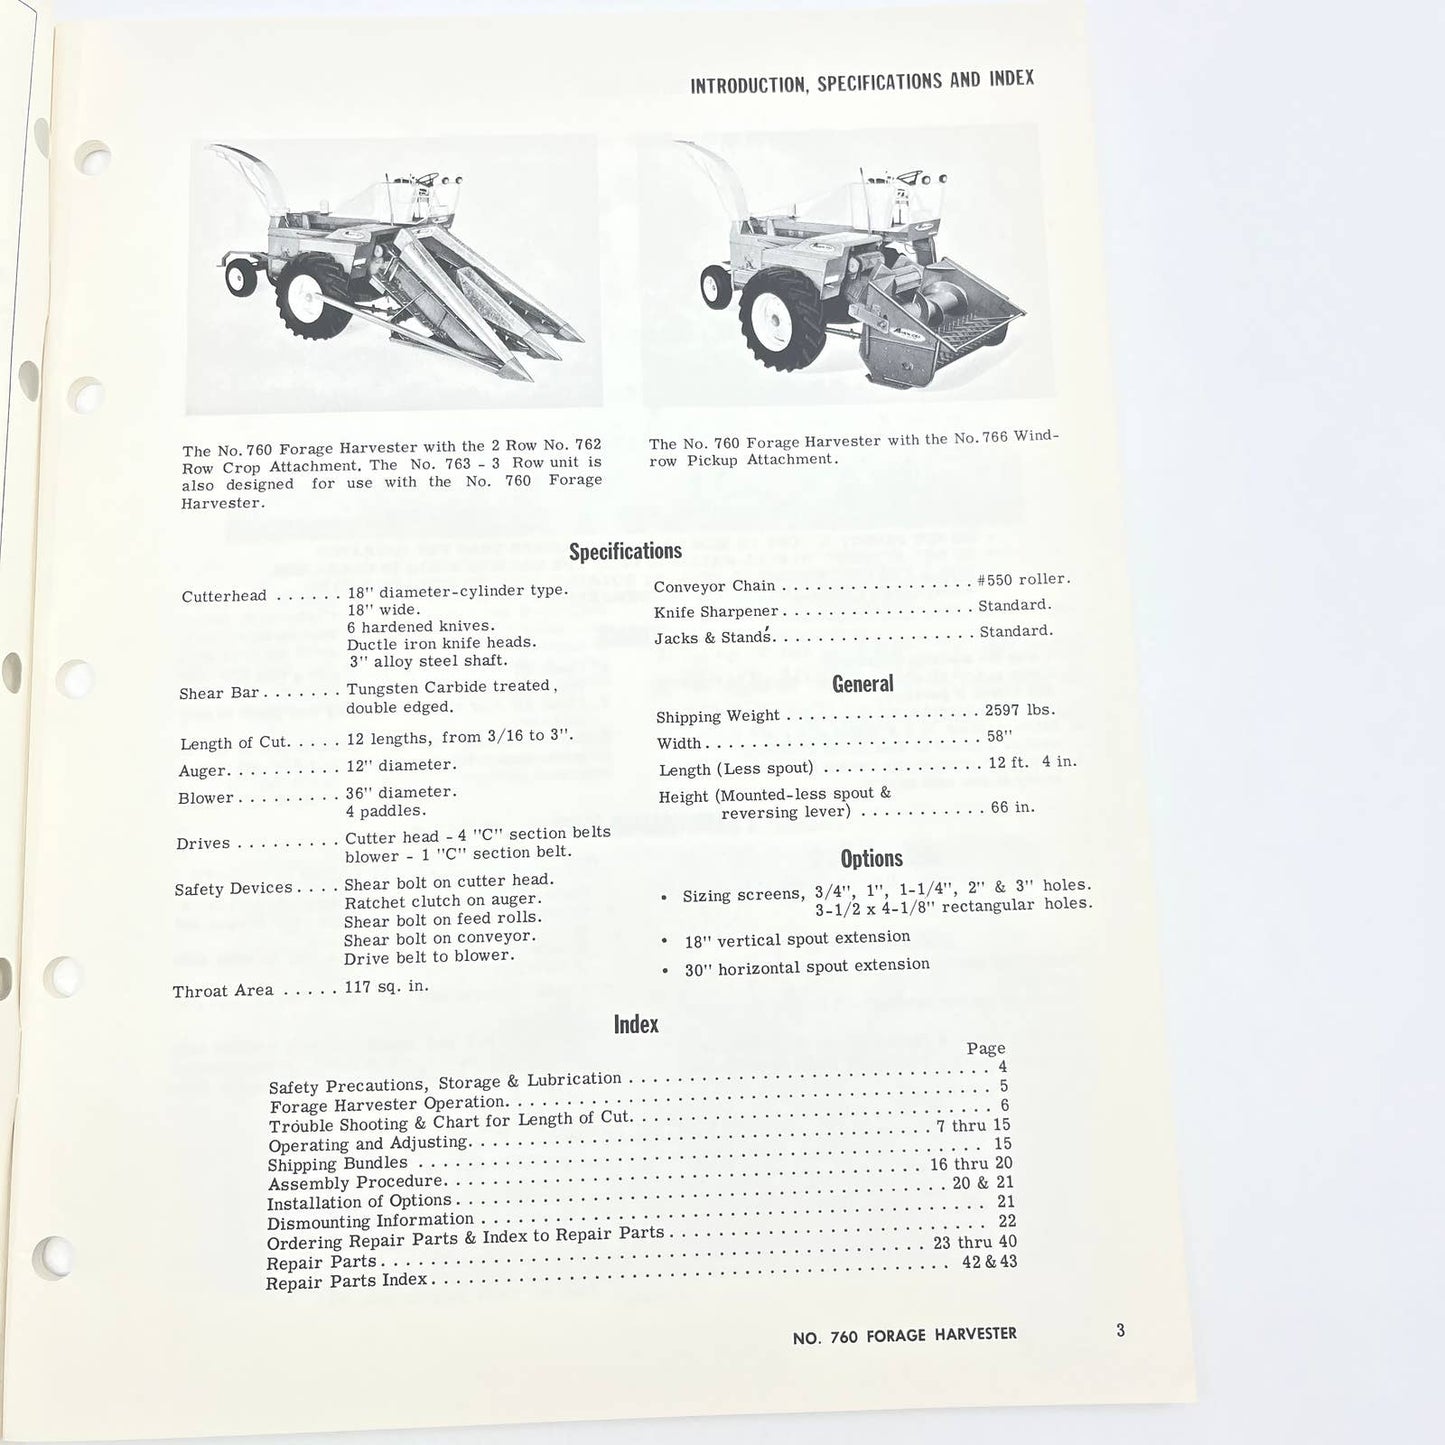 INTRODUCTION, SPECIFICATIONS AND INDEX
The No. 760 Forage Harvester with the 2 Row No. 762
Row Crop Attachment. The No. 763 - 3 Row unit is
also designed for use with the No. 760 Forage
Harvester.
The No. 760 Forage Harvester with the No. 766 Wind-
row Pickup Attachment.
Specifications
Cutterhead . . . . . . 18" diameter-cylinder type.
18" wide.
6 hardened knives.
Ductle iron knife heads.
3" alloy steel shaft.
Shear Bar . . . . . . . Tungsten Carbide treated,
double edged.
Length of Cut. . . . . 12 lengths, from 3/16 to 3".
Auger. . . . . . . . . . 12" diameter.
Blower . . . . . . . . . 36" diameter.
4 paddles.
Drives . . . . . . . . . Cutter head - 4 "C" section belts
blower - 1 "C" section belt.
Safety Devices . . . . Shear bolt on cutter head.
Ratchet clutch on auger.
Shear bolt on feed rolls.
Shear bolt on conveyor.
Drive belt to blower.
Throat Area . . . . . 117 sq. in.
Conveyor Chain . . . . . . . . . . . . . . . . . #550 roller.
Knife Sharpener . . . . . . . . . . . . . . . . . Standard.
Jacks & Stands. . . . . . . . . . . . . . . . . . Standard.
General
Shipping Weight . . . . . . . . . . . . . . . . . 2597 lbs.
Width . . . . . . . . . . . . . . . . . . . . . . . . 58"
Length (Less spout) . . . . . . . . . . . . . . 12 ft. 4 in.
Height (Mounted-less spout &
reversing lever) . . . . . . . . . . . 66 in.
Options
• Sizing screens, 3/4", 1", 1-1/4", 2" & 3" holes.
3-1/2 x 4-1/8" rectangular holes.
• 18" vertical spout extension
• 30" horizontal spout extension
Index
Page
Safety Precautions, Storage & Lubrication . . . . . . . . . . . . . . . . . . . . . . . . . . . . . . 4
Forage Harvester Operation. . . . . . . . . . . . . . . . . . . . . . . . . . . . . . . . . . . . . . . . 5
Trouble Shooting & Chart for Length of Cut. . . . . . . . . . . . . . . . . . . . . . . . . . . . . . 6
Operating and Adjusting. . . . . . . . . . . . . . . . . . . . . . . . . . . . . . . . . . . . . . 7 thru 15
Shipping Bundles . . . . . . . . . . . . . . . . . . . . . . . . . . . . . . . . . . . . . . . . . . . . . . 15
Assembly Procedure. . . . . . . . . . . . . . . . . . . . . . . . . . . . . . . . . . . . . . . 16 thru 20
Installation of Options . . . . . . . . . . . . . . . . . . . . . . . . . . . . . . . . . . . . . . . . 20 & 21
Dismounting Information . . . . . . . . . . . . . . . . . . . . . . . . . . . . . . . . . . . . . . . . . 21
Ordering Repair Parts & Index to Repair Parts . . . . . . . . . . . . . . . . . . . . . . . . . . 22
Repair Parts . . . . . . . . . . . . . . . . . . . . . . . . . . . . . . . . . . . . . . . . . . . . 23 thru 40
Repair Parts Index . . . . . . . . . . . . . . . . . . . . . . . . . . . . . . . . . . . . . . . . . . 42 & 43
NO. 760 FORAGE HARVESTER 3